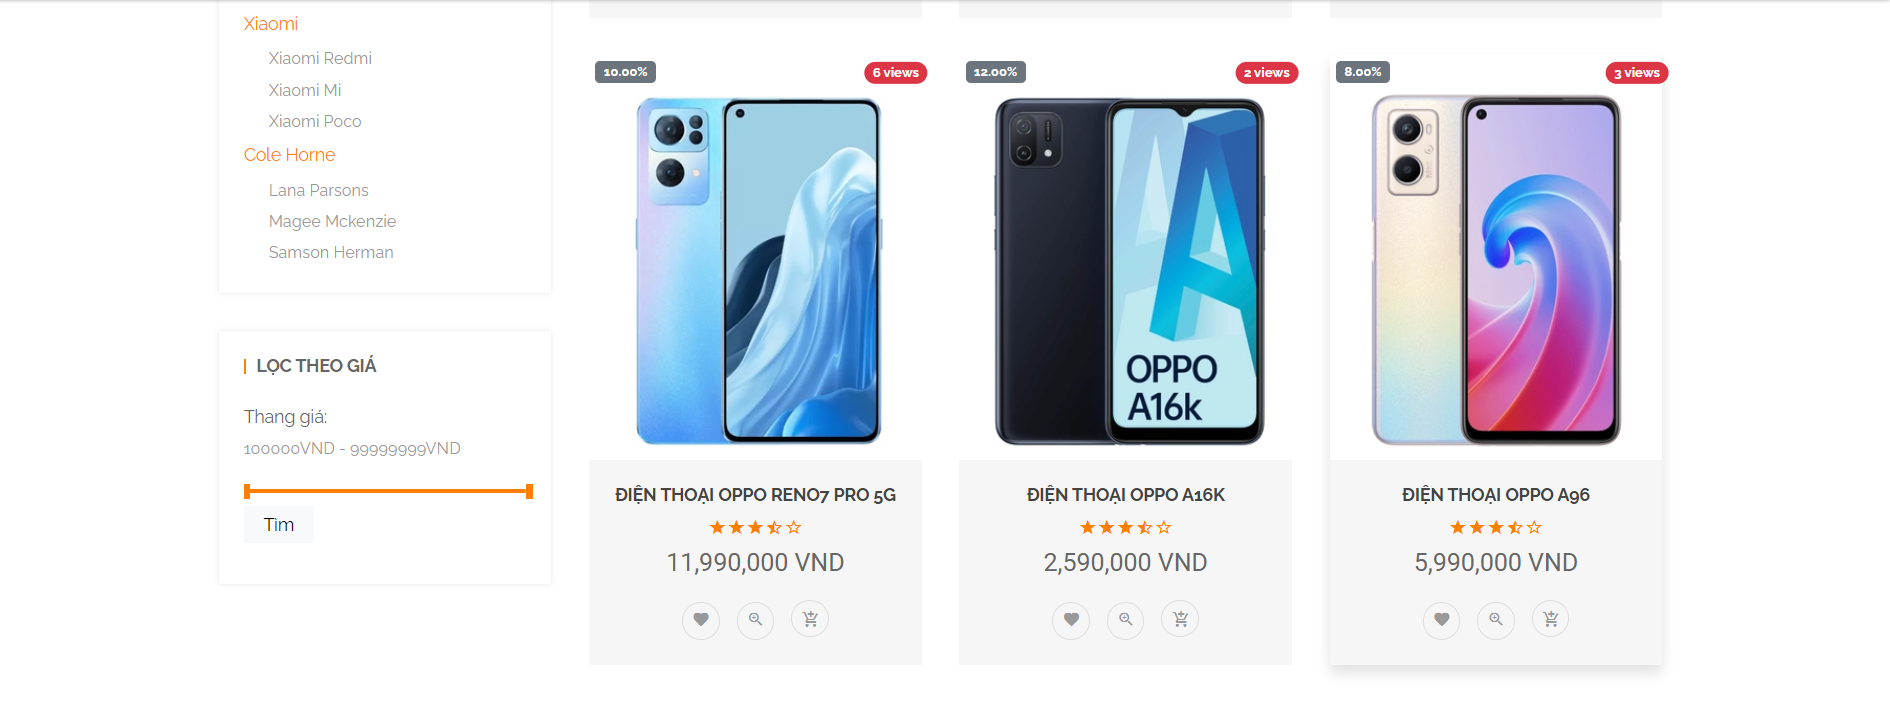 Xiaomi
Xiaomi Redmi
Xiaomi Mi
Xiaomi Poco
Cole Horne
Lana Parsons
Magee Mckenzie
Samson Herman
LỌC THEO GIÁ
Thang giá:
100000VND - 99999999VND
Tìm
10.00%
6 views
ĐIỆN THOẠI OPPO RENO7 PRO 5G
11,990,000 VND
12.00%
2 views
OPPO
A16k
ĐIỆN THOẠI OPPO A16K
2,590,000 VND
8.00%
3 views
ĐIỆN THOẠI OPPO A96
5,990,000 VND